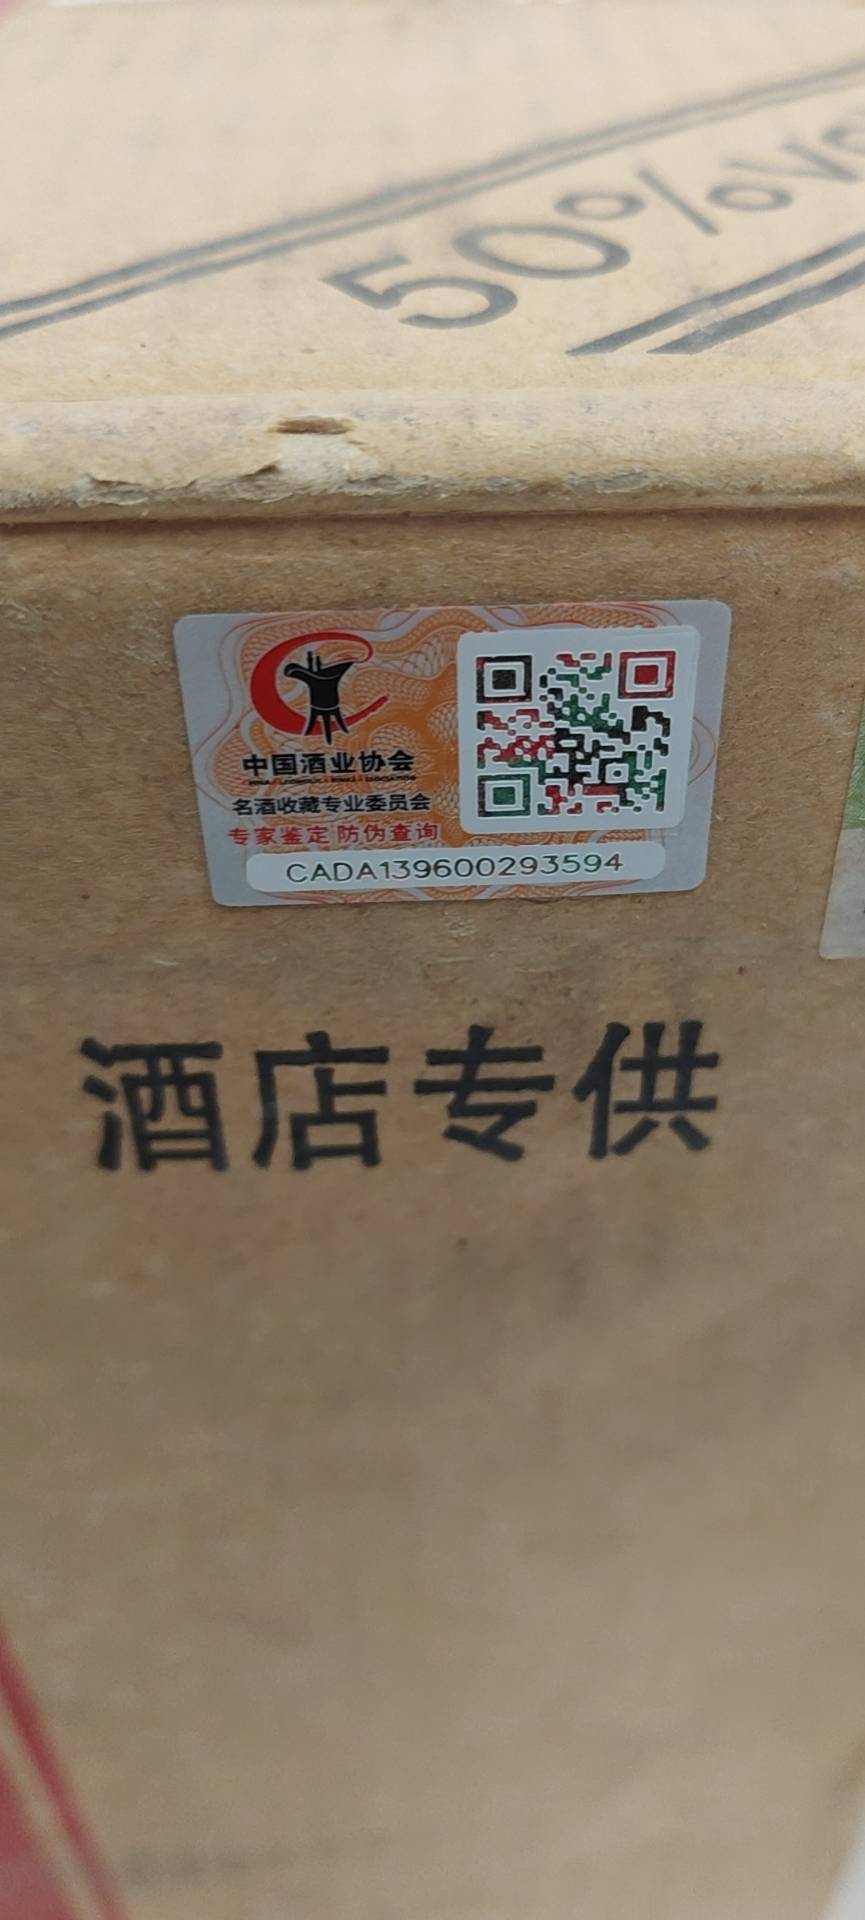 50%vo
中国酒业协会
名酒收藏专业委员会
专家鉴定 防伪查询
CADA139600293594
酒店专供